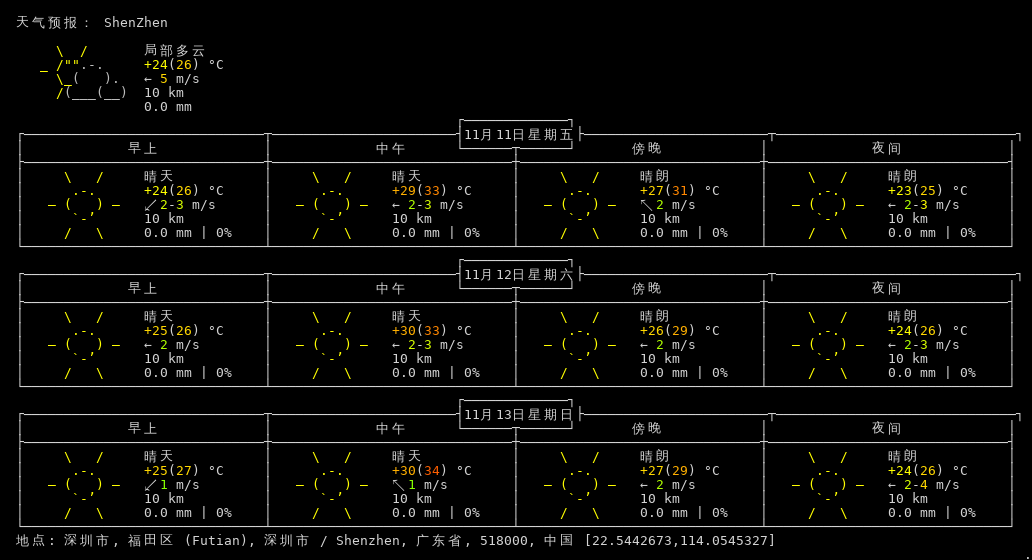 天气预报: ShenZhen
局部多云
+24(26) °C
← 5 m/s
10 km
0.0 mm
11月11日星期五
早上 中午 傍晚 夜间
晴天 晴天 晴朗 晴朗
+24(26) °C +29(33) °C +27(31) °C +23(25) °C
↙ 2-3 m/s ← 2-3 m/s ↖ 2 m/s ← 2-3 m/s
10 km 10 km 10 km 10 km
0.0 mm | 0% 0.0 mm | 0% 0.0 mm | 0% 0.0 mm | 0%
11月12日星期六
早上 中午 傍晚 夜间
晴天 晴天 晴朗 晴朗
+25(26) °C +30(33) °C +26(29) °C +24(26) °C
← 2 m/s ← 2-3 m/s ← 2 m/s ← 2-3 m/s
10 km 10 km 10 km 10 km
0.0 mm | 0% 0.0 mm | 0% 0.0 mm | 0% 0.0 mm | 0%
11月13日星期日
早上 中午 傍晚 夜间
晴天 晴天 晴朗 晴朗
+25(27) °C +30(34) °C +27(29) °C +24(26) °C
↙ 1 m/s ↖ 1 m/s ← 2 m/s ← 2-4 m/s
10 km 10 km 10 km 10 km
0.0 mm | 0% 0.0 mm | 0% 0.0 mm | 0% 0.0 mm | 0%
地点: 深圳市, 福田区 (Futian), 深圳市 / Shenzhen, 广东省, 518000, 中国 [22.5442673,114.0545327]